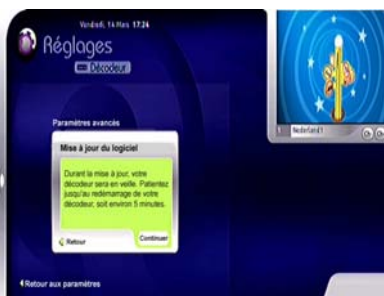 Vendredi, 14 Mars 17:24
Réglages
Décodeur
Paramètres avancés
Mise à jour du logiciel
Durant la mise à jour, votre
décodeur sera en veille. Patientez
jusqu'au redémarrage de votre
décodeur, soit environ 5 minutes.
Retour
Continuer
Retour aux paramètres
1 Nederland 1